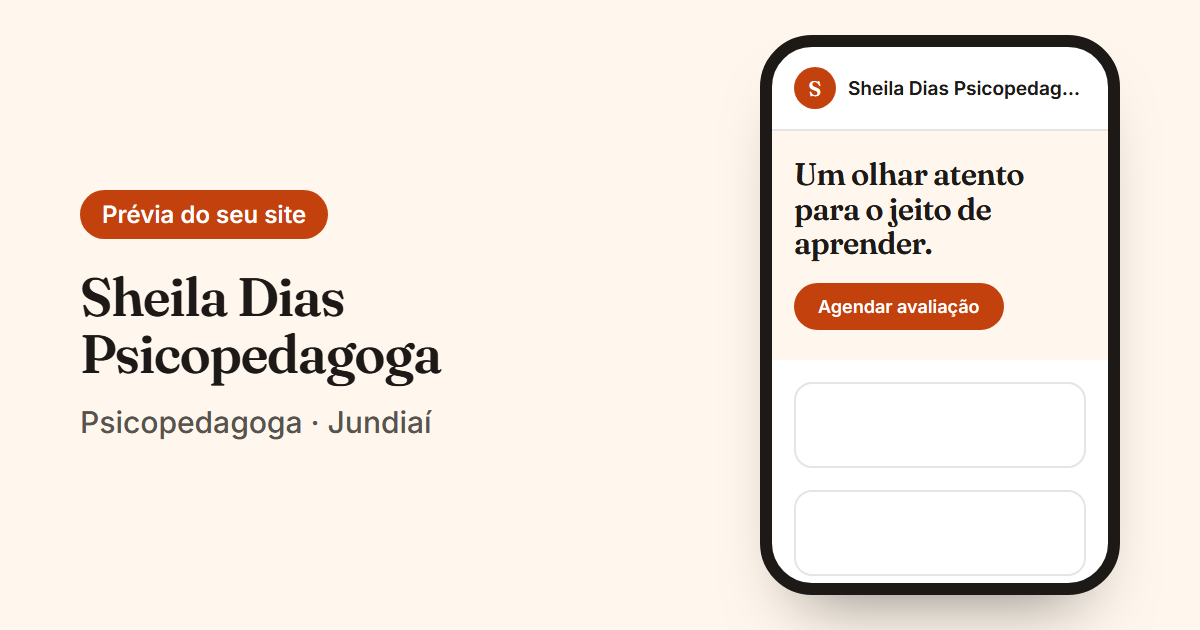 Prévia do seu site
Sheila Dias
Psicopedagoga
Psicopedagoga · Jundiaí
S
Sheila Dias Psicopedag...
Um olhar atento
para o jeito de
aprender.
Agendar avaliação